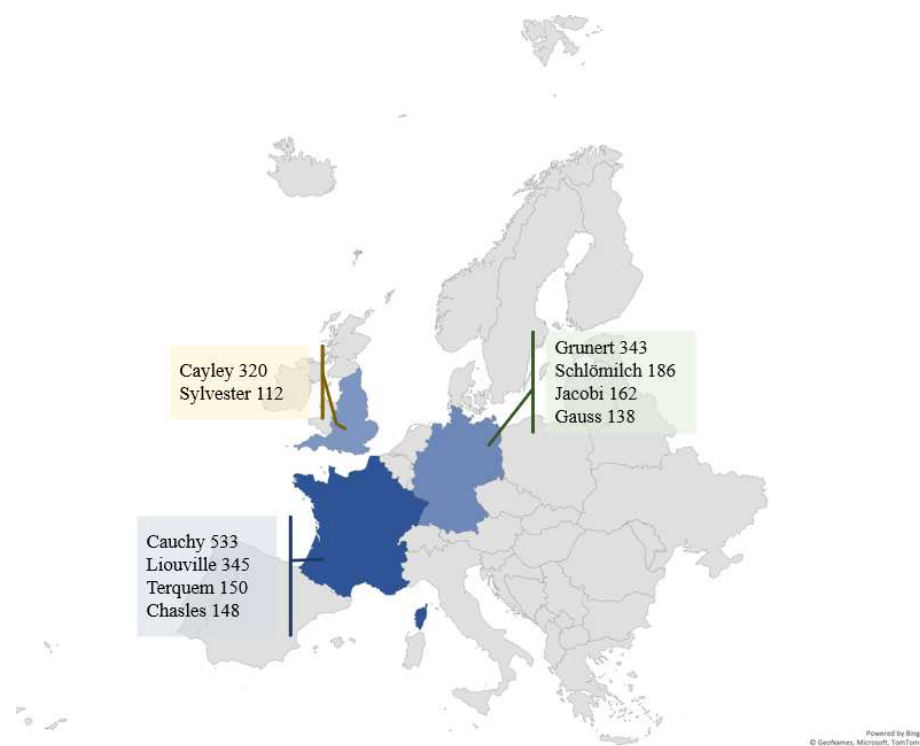 Cayley 320
Sylvester 112
Grunert 343
Schlömilch 186
Jacobi 162
Gauss 138
Cauchy 533
Liouville 345
Terquem 150
Chasles 148
Powered by Bing
© GeoNames, Microsoft, TomTom